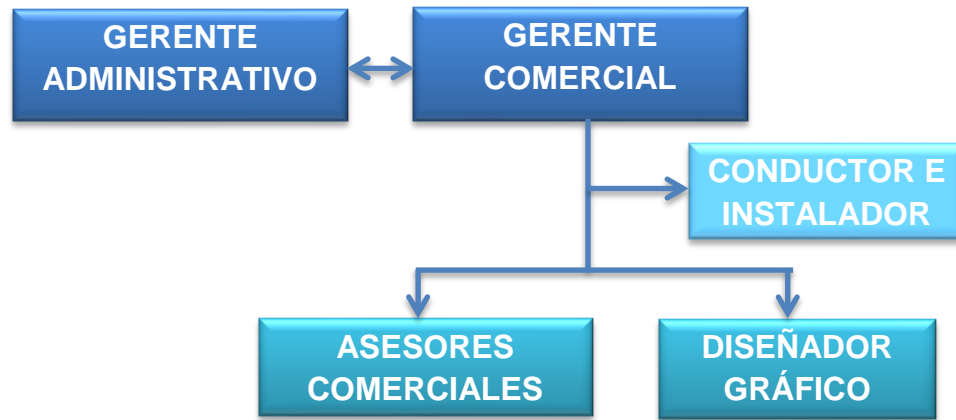 GERENTE
ADMINISTRATIVO
GERENTE
COMERCIAL
CONDUCTOR E
INSTALADOR
ASESORES
COMERCIALES
DISEÑADOR
GRÁFICO